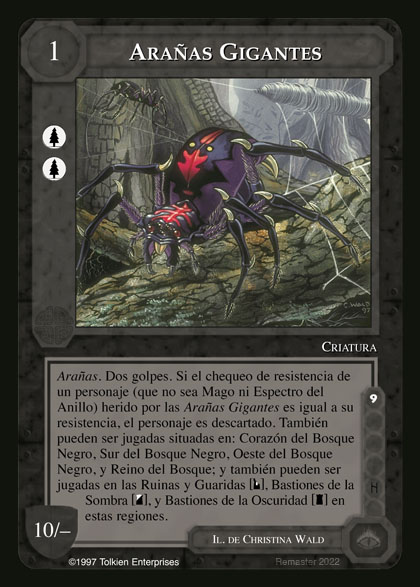 1
Arañas Gigantes
Criatura
Arañas. Dos golpes. Si el chequeo de resistencia de
un personaje (que no sea Mago ni Espectro del
Anillo) herido por las Arañas Gigantes es igual a su
resistencia, el personaje es descartado. También
pueden ser jugadas situadas en: Corazón del Bosque
Negro, Sur del Bosque Negro, Oeste del Bosque
Negro, y Reino del Bosque; y también pueden ser
jugadas en las Ruinas y Guaridas [], Bastiones de la
Sombra [], y Bastiones de la Oscuridad [] en
estas regiones.
9
H
10/–
Il. de Christina Wald
©1997 Tolkien Enterprises
Remaster 2022